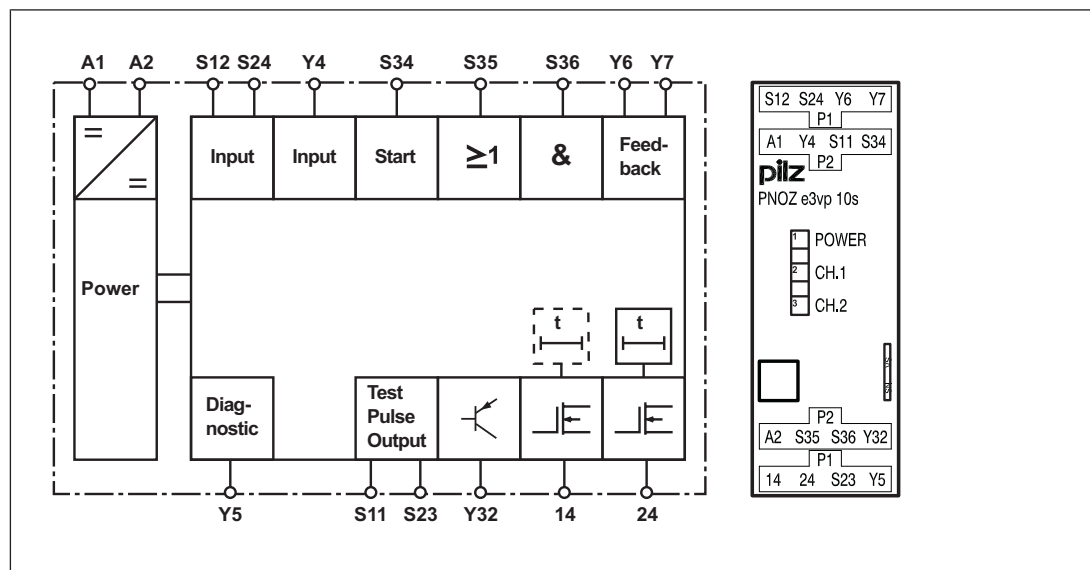 A1 A2 S12 S24 Y4 S34 S35 S36 Y6 Y7
= =
Input Input Start ≥1 & Feed-
back
Power
t t
Diag-
nostic
Test
Pulse
Output
Y5 S11 S23 Y32 14 24
S12 S24 Y6 Y7
P1
A1 Y4 S11 S34
P2
pilz
PNOZ e3vp 10s
1 POWER
2 CH.1
3 CH.2
P2
A2 S35 S36 Y32
P1
14 24 S23 Y5